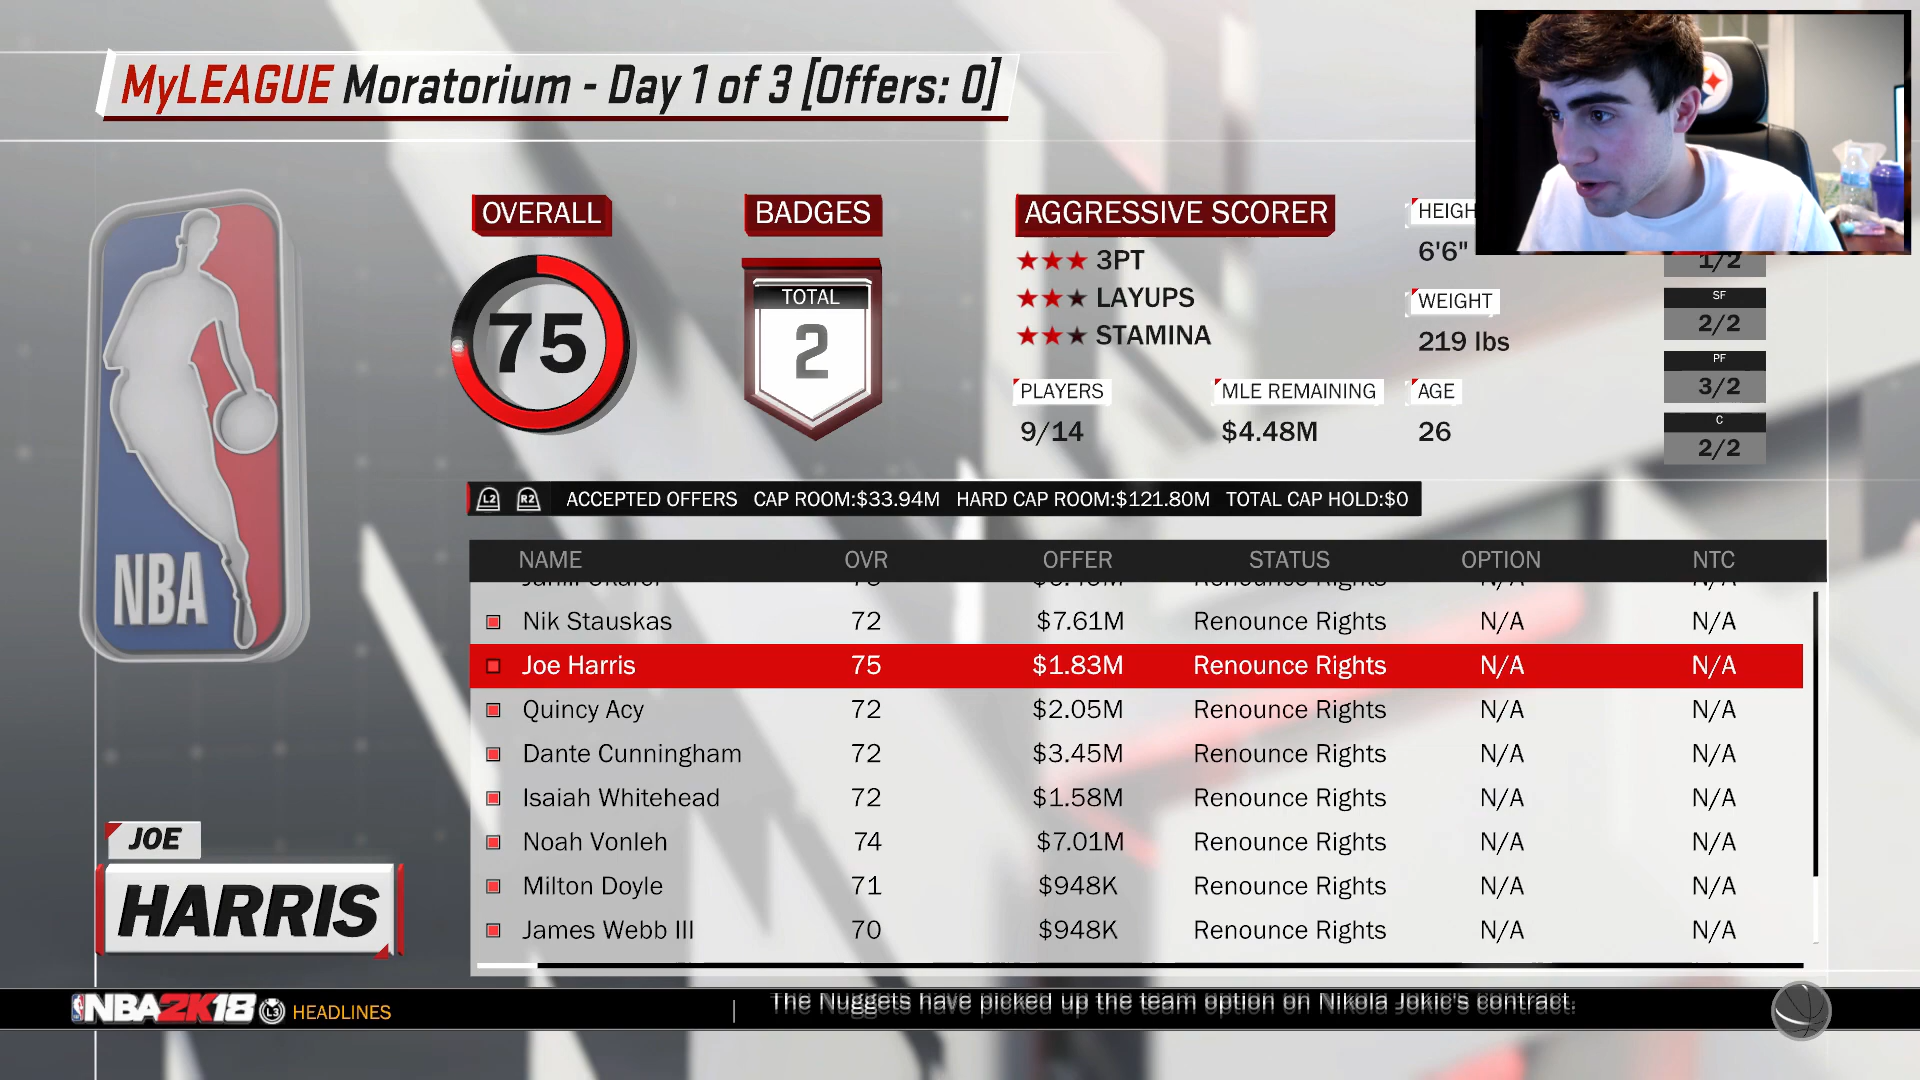 MyLEAGUE Moratorium - Day 1 of 3 [Offers: 0]
OVERALL
75
BADGES
TOTAL
2
AGGRESSIVE SCORER
3PT
LAYUPS
STAMINA
PLAYERS
9/14
MLE REMAINING
$4.48M
6'6"
WEIGHT
219 lbs
AGE
26
1/2
SF
2/2
PF
3/2
C
2/2
NBA
L2 R2 ACCEPTED OFFERS CAP ROOM:$33.94M HARD CAP ROOM:$121.80M TOTAL CAP HOLD:$0
NAME OVR OFFER STATUS OPTION NTC
Nik Stauskas 72 $7.61M Renounce Rights N/A N/A
Joe Harris 75 $1.83M Renounce Rights N/A N/A
Quincy Acy 72 $2.05M Renounce Rights N/A N/A
Dante Cunningham 72 $3.45M Renounce Rights N/A N/A
Isaiah Whitehead 72 $1.58M Renounce Rights N/A N/A
Noah Vonleh 74 $7.01M Renounce Rights N/A N/A
Milton Doyle 71 $948K Renounce Rights N/A N/A
James Webb III 70 $948K Renounce Rights N/A N/A
JOE
HARRIS
NBA2K18 L3 HEADLINES
The Nuggets have picked up the team option on Nikola Jokic's contract.